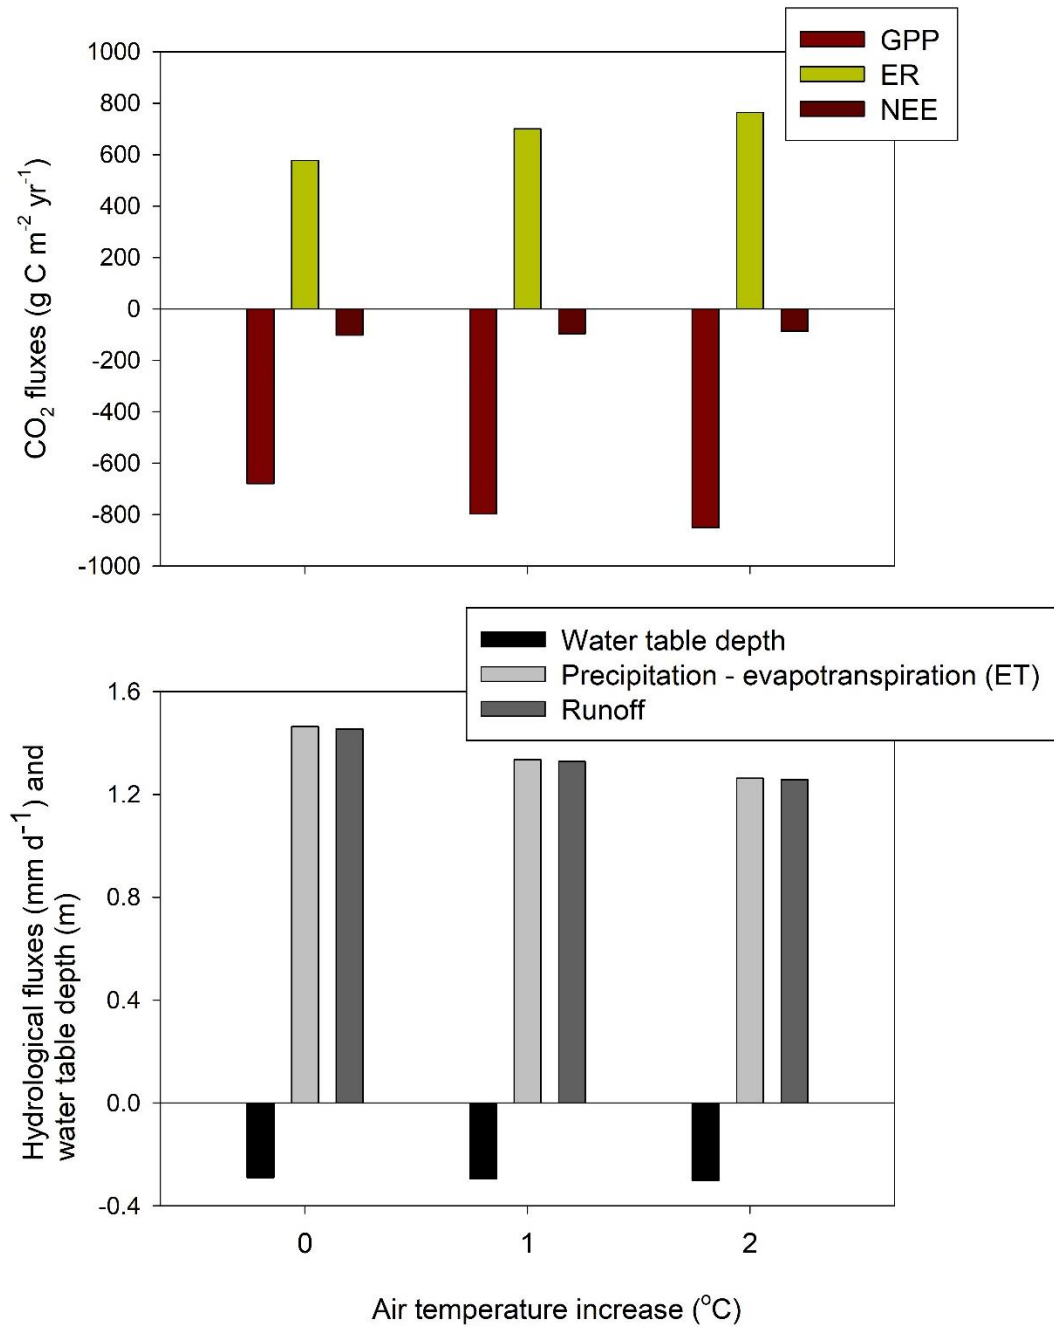 GPP
ER
NEE
1000
800
600
400
200
0
-200
-400
-600
-800
-1000
CO₂ fluxes (g C m⁻² yr⁻¹)
Water table depth
Precipitation - evapotranspiration (ET)
Runoff
1.6
1.2
0.8
0.4
0.0
-0.4
Hydrological fluxes (mm d⁻¹) and
water table depth (m)
0 1 2
Air temperature increase (°C)